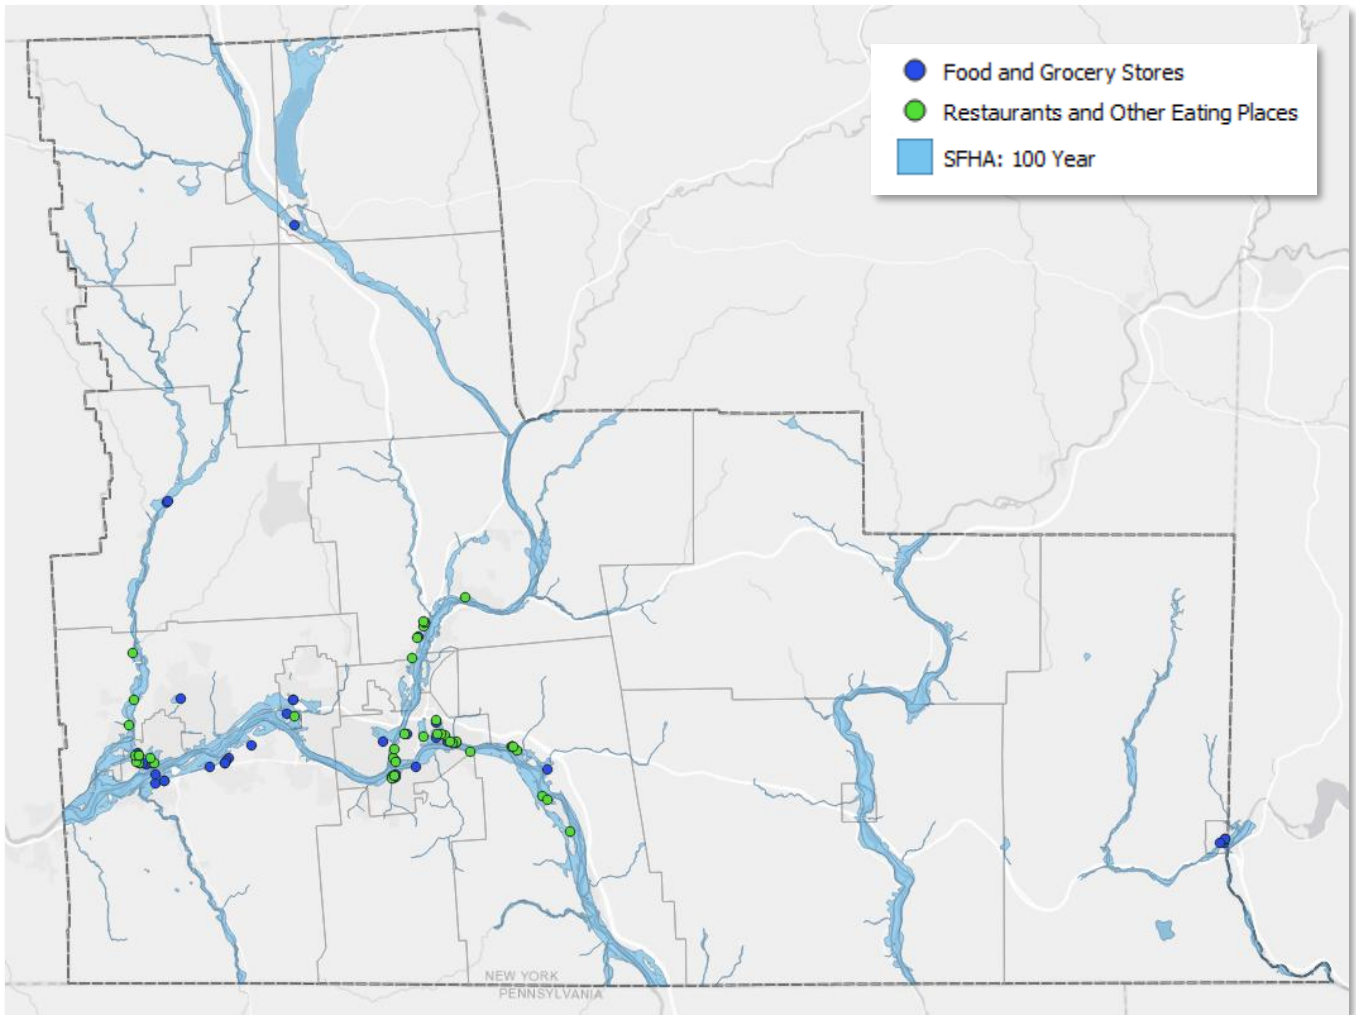 Food and Grocery Stores
Restaurants and Other Eating Places
SFHA: 100 Year
NEW YORK
PENNSYLVANIA